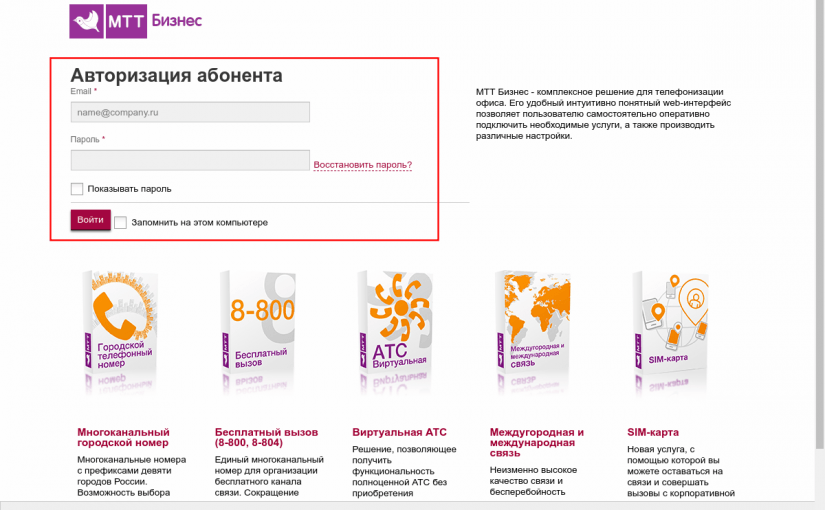 МТТ Бизнес
Авторизация абонента
Email *
name@company.ru
Пароль *
Восстановить пароль?
Показывать пароль
Войти
Запомнить на этом компьютере
МТТ Бизнес - комплексное решение для телефонизации
офиса. Его удобный интуитивно понятный web-интерфейс
позволяет пользователю самостоятельно оперативно
подключить необходимые услуги, а также производить
различные настройки.
МТТ
Городской
телефонный
номер
8-800
МТТ
Бесплатный
вызов
МТТ
АТС
Виртуальная
МТТ
Междугородная и
международная
связь
МТТ
SIM-карта
Многоканальный
городской номер
Многоканальные номера
с префиксами девяти
городов России.
Возможность выбора
Бесплатный вызов
(8-800, 8-804)
Единый многоканальный
номер для организации
бесплатного канала
связи. Сокращение
Виртуальная АТС
Решение, позволяющее
получить
функциональность
полноценной АТС без
приобретения
Междугородная и
международная
связь
Неизменно высокое
качество связи и
бесперебойность
SIM-карта
Новая услуга, с
помощью которой вы
можете оставаться на
связи и совершать
вызовы с корпоративной